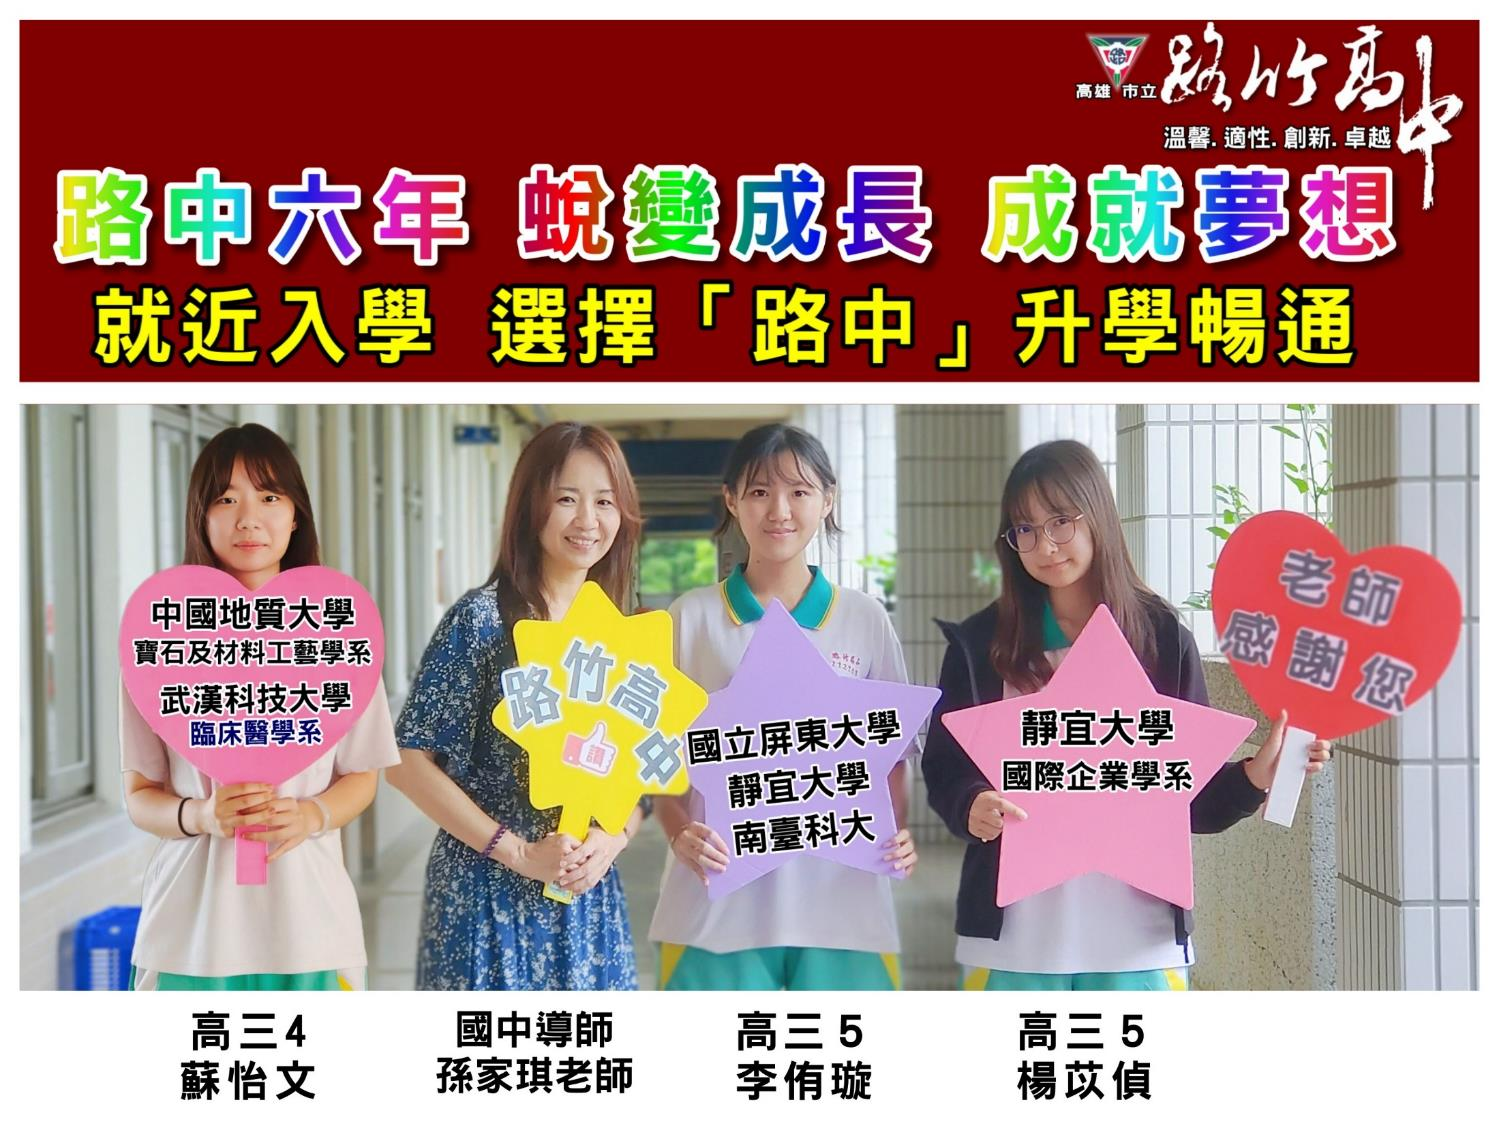 高雄市立路竹高中
溫馨.適性.創新.卓越
路中六年 蛻變成長 成就夢想
就近入學 選擇「路中」升學暢通
中國地質大學
寶石及材料工藝學系
武漢科技大學
臨床醫學系
路竹高中
讚
國立屏東大學
靜宜大學
南臺科大
靜宜大學
國際企業學系
老師
感謝您
高三4
蘇怡文
國中導師
孫家琪老師
高三5
李侑璇
高三5
楊苡偵